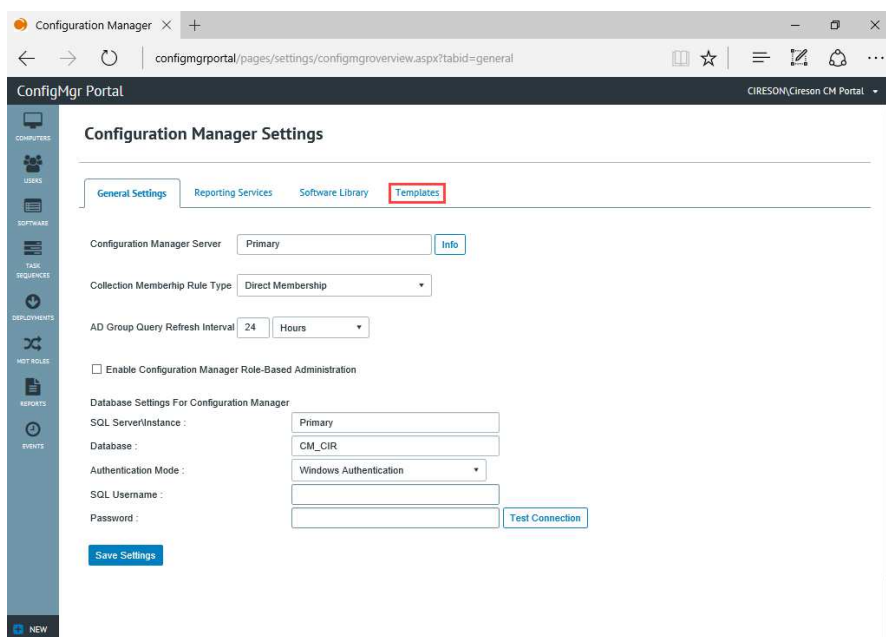 Configuration Manager
configmgrportal/pages/settings/configmgroverview.aspx?tabid=general
ConfigMgr Portal
CIRESON\Cireson CM Portal
COMPUTERS
USERS
SOFTWARE
TASK
SEQUENCES
DEPLOYMENTS
MDT ROLES
REPORTS
EVENTS
NEW
Configuration Manager Settings
General Settings Reporting Services Software Library Templates
Configuration Manager Server Primary Info
Collection Memberhip Rule Type Direct Membership
AD Group Query Refresh Interval 24 Hours
Enable Configuration Manager Role-Based Administration
Database Settings For Configuration Manager
SQL Server\Instance : Primary
Database : CM_CIR
Authentication Mode : Windows Authentication
SQL Username :
Password : Test Connection
Save Settings